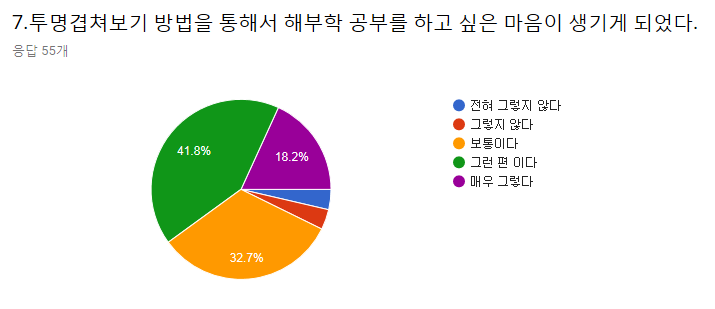 7.투명겹쳐보기 방법을 통해서 해부학 공부를 하고 싶은 마음이 생기게 되었다.
응답 55개
41.8%
18.2%
32.7%
전혀 그렇지 않다
그렇지 않다
보통이다
그런 편 이다
매우 그렇다